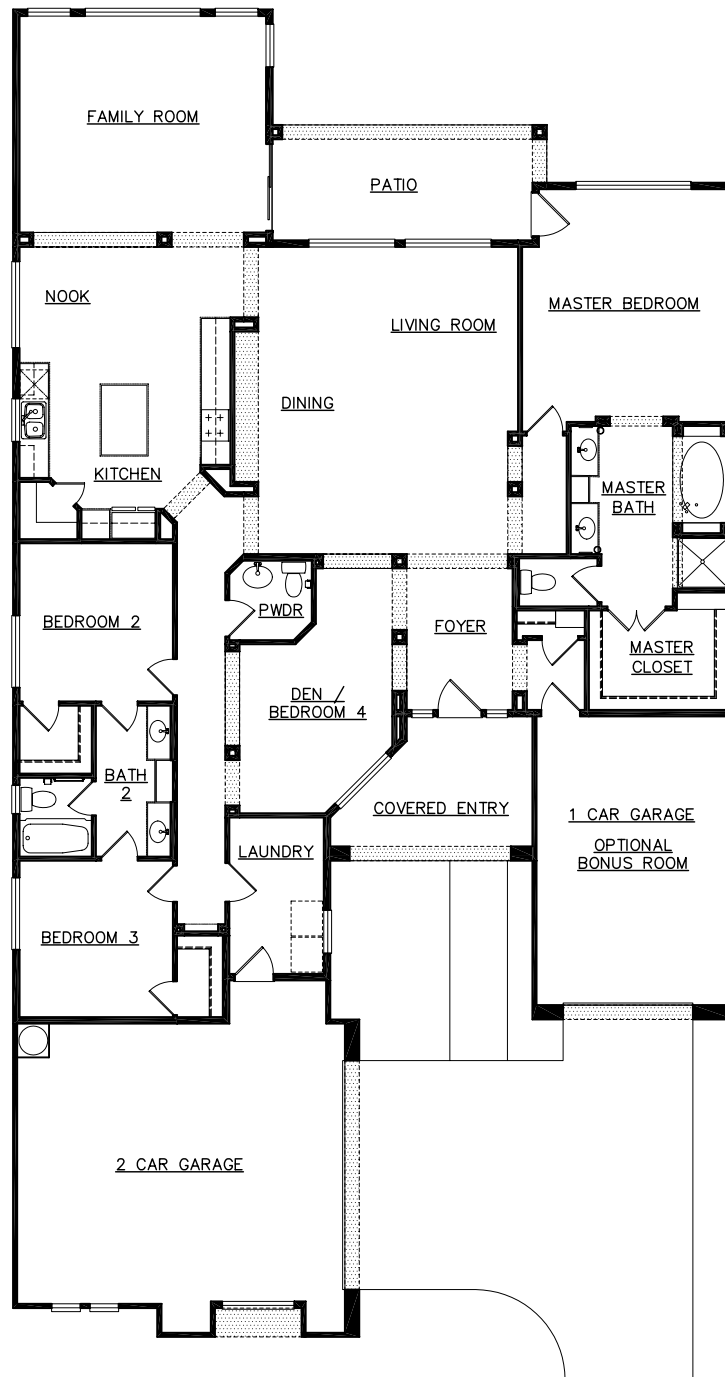 FAMILY ROOM
PATIO
NOOK
MASTER BEDROOM
LIVING ROOM
DINING
KITCHEN
MASTER
BATH
BEDROOM 2
PWDR
FOYER
MASTER
CLOSET
DEN /
BEDROOM 4
BATH
2
COVERED ENTRY
1 CAR GARAGE
OPTIONAL
BONUS ROOM
LAUNDRY
BEDROOM 3
2 CAR GARAGE